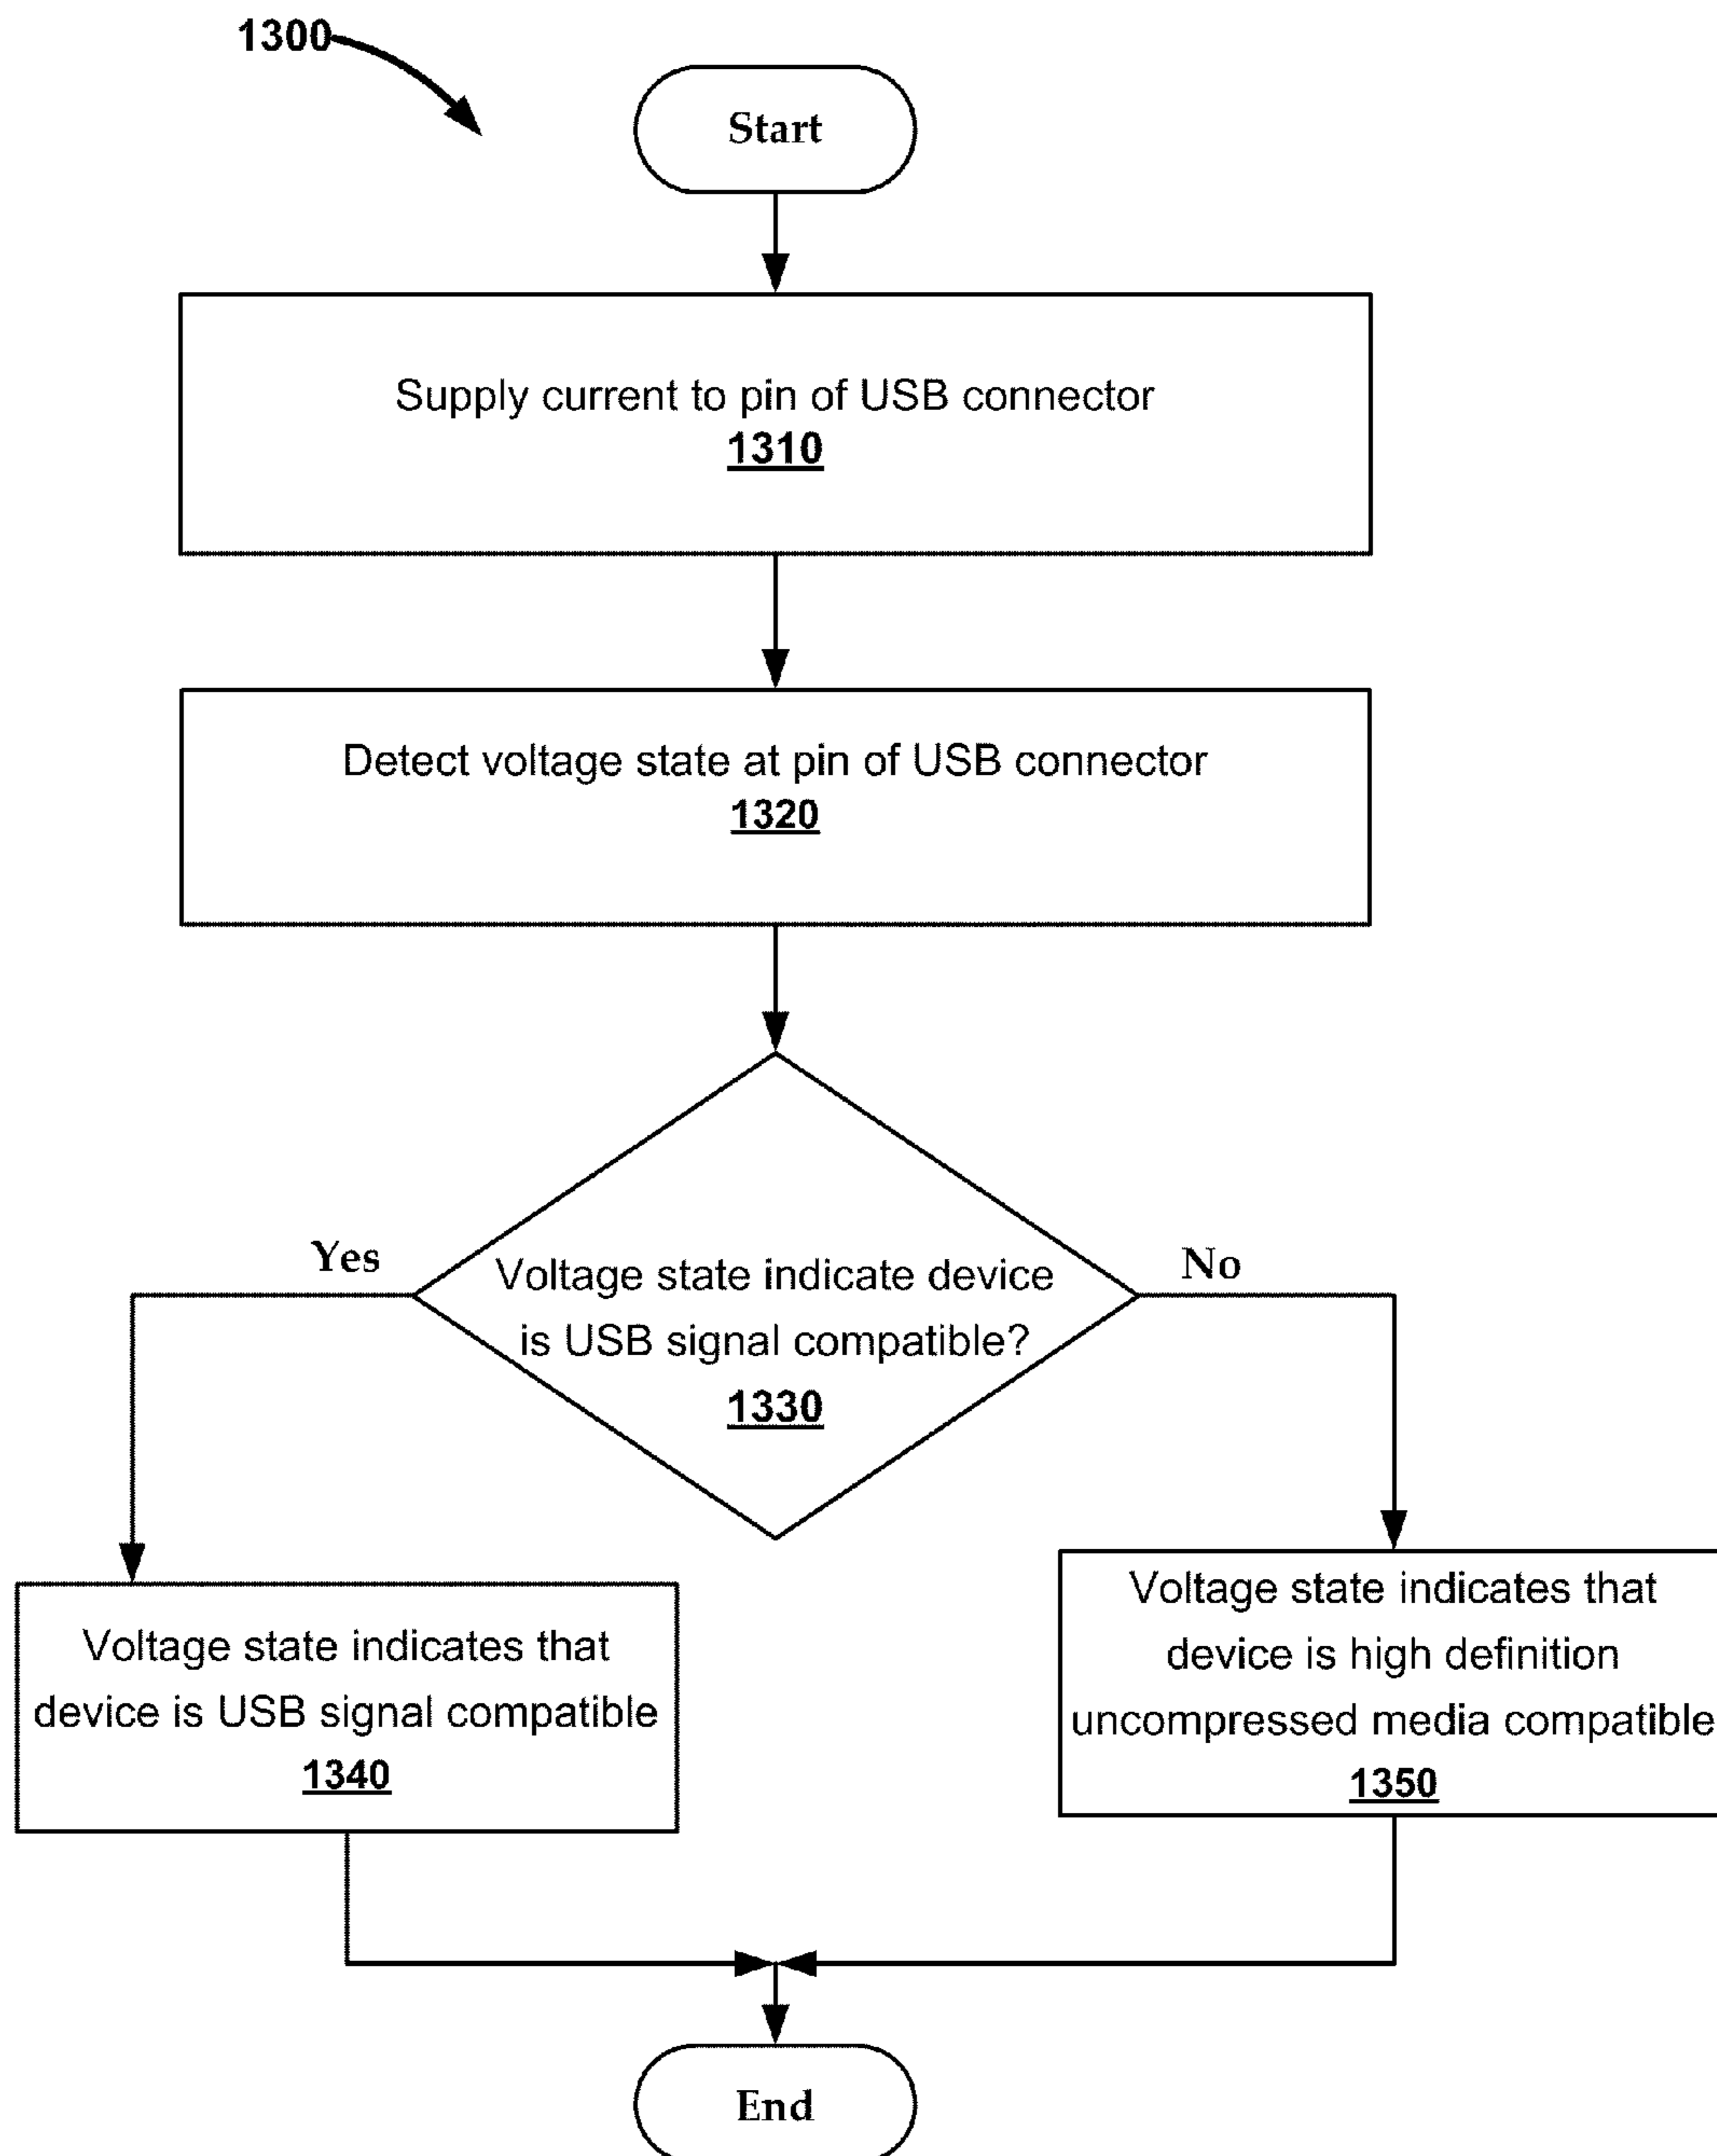 1300
Start
Supply current to pin of USB connector
1310
Detect voltage state at pin of USB connector
1320
Yes
No
Voltage state indicate device
is USB signal compatible?
1330
Voltage state indicates that
device is USB signal compatible
1340
Voltage state indicates that
device is high definition
uncompressed media compatible
1350
End